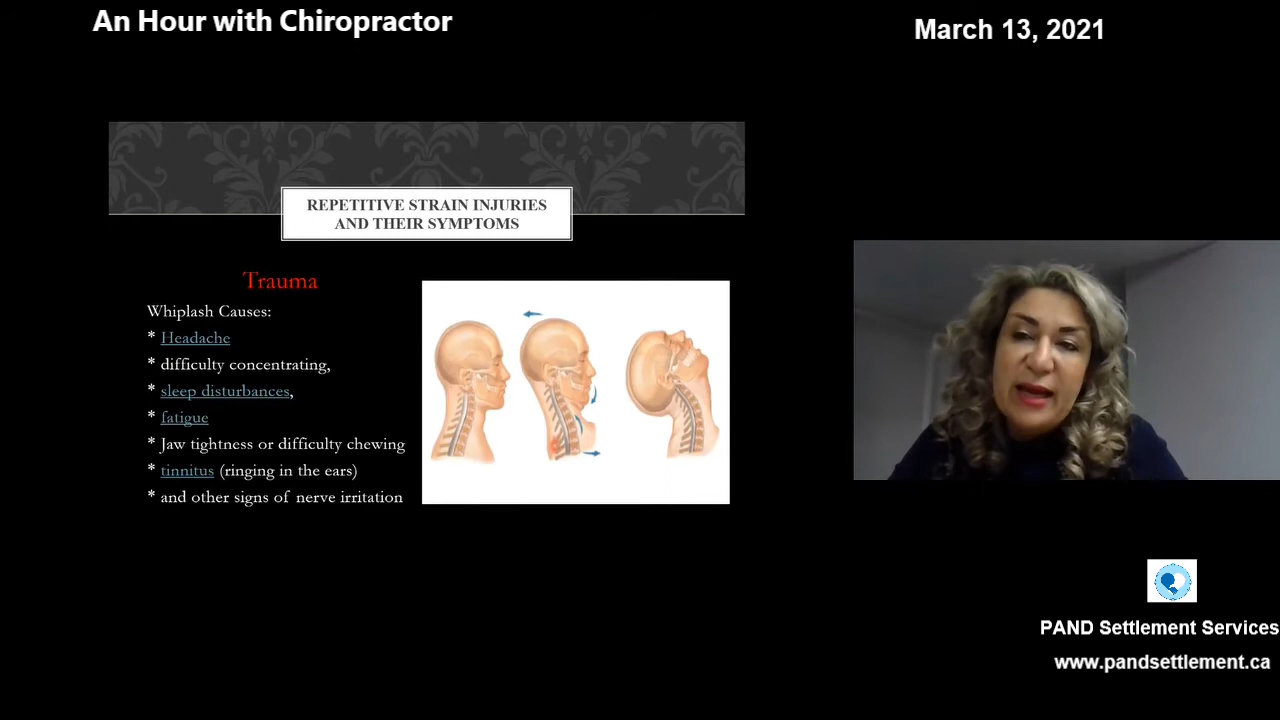 An Hour with Chiropractor
March 13, 2021
REPETITIVE STRAIN INJURIES
AND THEIR SYMPTOMS
Trauma
Whiplash Causes:
* Headache
* difficulty concentrating,
* sleep disturbances,
* fatigue
* Jaw tightness or difficulty chewing
* tinnitus (ringing in the ears)
* and other signs of nerve irritation
PAND Settlement Services
www.pandsettlement.ca